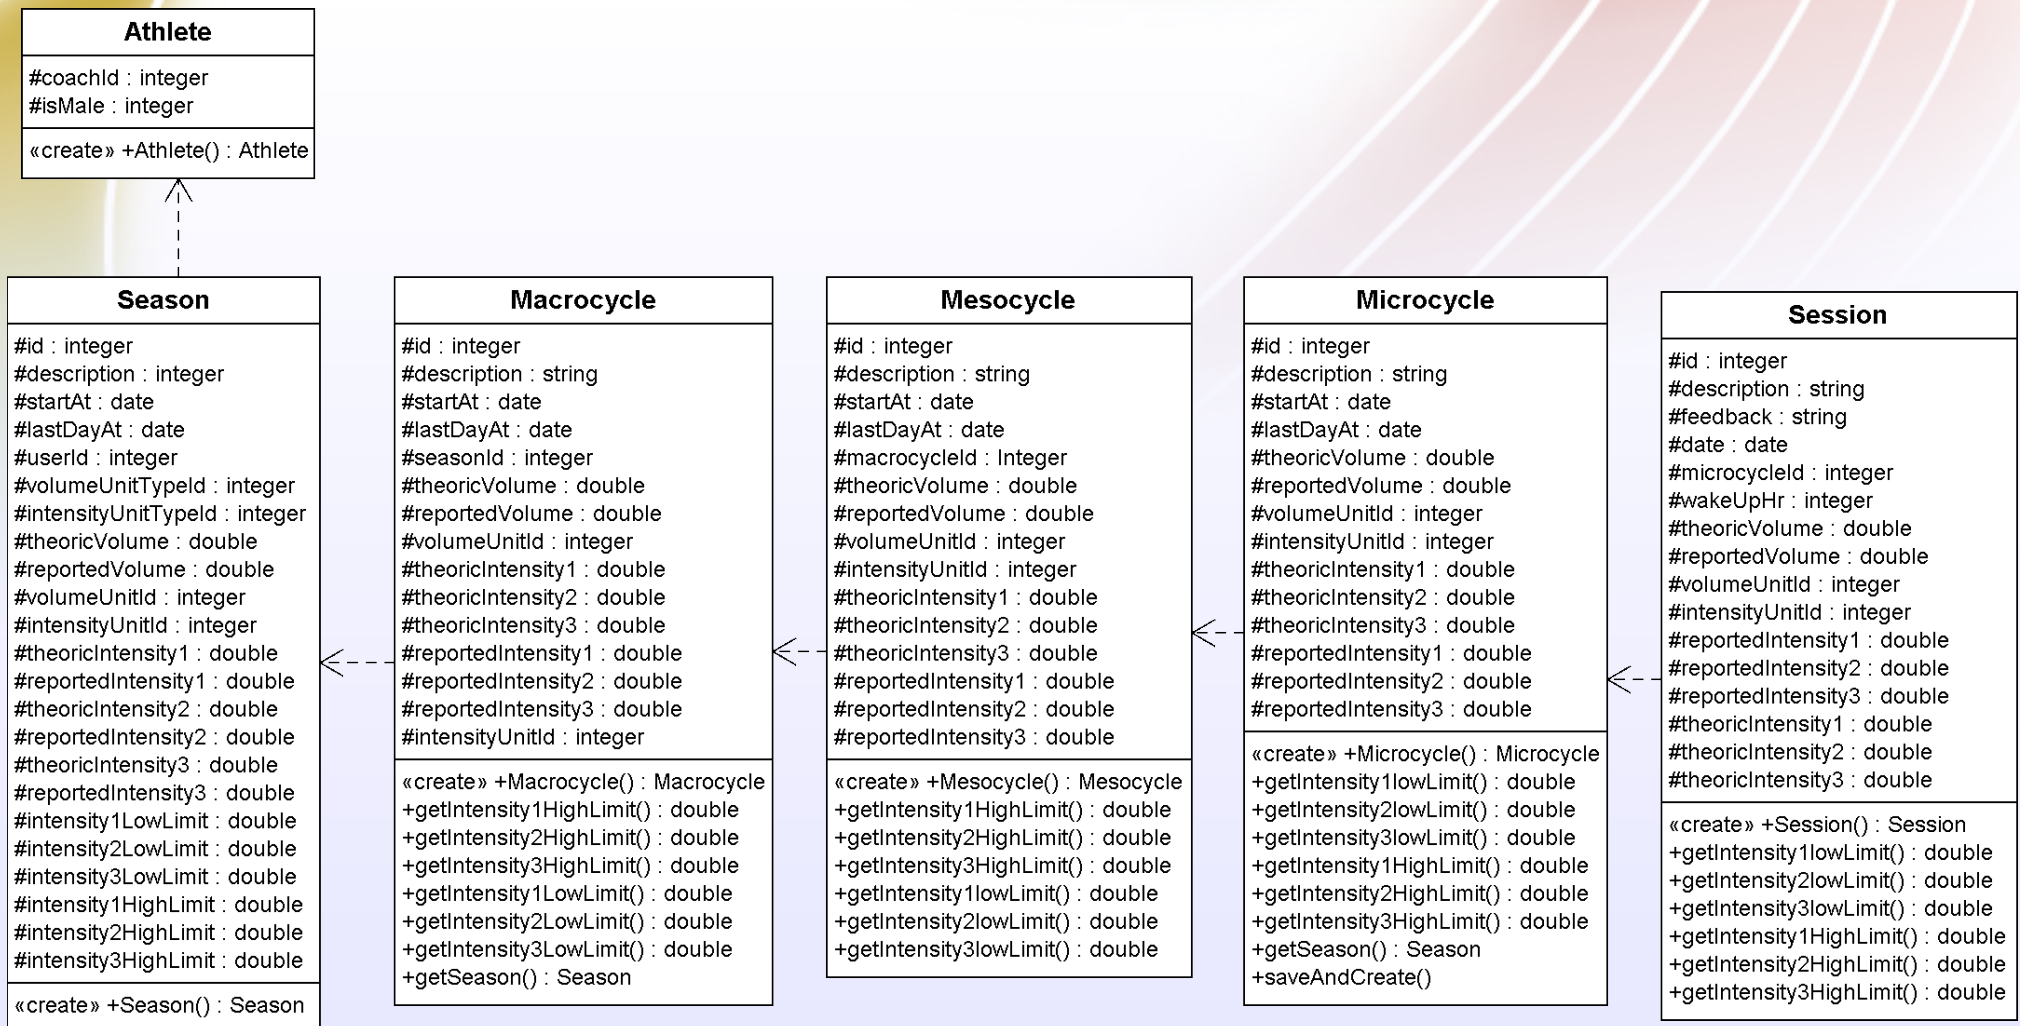 Athlete
#coachId : integer
#isMale : integer
«create» +Athlete() : Athlete
Season
#id : integer
#description : integer
#startAt : date
#lastDayAt : date
#userId : integer
#volumeUnitTypeId : integer
#intensityUnitTypeId : integer
#theoricVolume : double
#reportedVolume : double
#volumeUnitId : integer
#intensityUnitId : integer
#theoricIntensity1 : double
#reportedIntensity1 : double
#theoricIntensity2 : double
#reportedIntensity2 : double
#theoricIntensity3 : double
#reportedIntensity3 : double
#intensity1LowLimit : double
#intensity2LowLimit : double
#intensity3LowLimit : double
#intensity1HighLimit : double
#intensity2HighLimit : double
#intensity3HighLimit : double
«create» +Season() : Season
Macrocycle
#id : integer
#description : string
#startAt : date
#lastDayAt : date
#seasonId : integer
#theoricVolume : double
#reportedVolume : double
#volumeUnitId : integer
#theoricIntensity1 : double
#theoricIntensity2 : double
#theoricIntensity3 : double
#reportedIntensity1 : double
#reportedIntensity2 : double
#reportedIntensity3 : double
#intensityUnitId : integer
«create» +Macrocycle() : Macrocycle
+getIntensity1HighLimit() : double
+getIntensity2HighLimit() : double
+getIntensity3HighLimit() : double
+getIntensity1LowLimit() : double
+getIntensity2LowLimit() : double
+getIntensity3LowLimit() : double
+getSeason() : Season
Mesocycle
#id : integer
#description : string
#startAt : date
#lastDayAt : date
#macrocycleId : Integer
#theoricVolume : double
#reportedVolume : double
#volumeUnitId : integer
#intensityUnitId : integer
#theoricIntensity1 : double
#theoricIntensity2 : double
#theoricIntensity3 : double
#reportedIntensity1 : double
#reportedIntensity2 : double
#reportedIntensity3 : double
«create» +Mesocycle() : Mesocycle
+getIntensity1HighLimit() : double
+getIntensity2HighLimit() : double
+getIntensity3HighLimit() : double
+getIntensity1lowLimit() : double
+getIntensity2lowLimit() : double
+getIntensity3lowLimit() : double
Microcycle
#id : integer
#description : string
#startAt : date
#lastDayAt : date
#theoricVolume : double
#reportedVolume : double
#volumeUnitId : integer
#intensityUnitId : integer
#theoricIntensity1 : double
#theoricIntensity2 : double
#theoricIntensity3 : double
#reportedIntensity1 : double
#reportedIntensity2 : double
#reportedIntensity3 : double
«create» +Microcycle() : Microcycle
+getIntensity1lowLimit() : double
+getIntensity2lowLimit() : double
+getIntensity3lowLimit() : double
+getIntensity1HighLimit() : double
+getIntensity2HighLimit() : double
+getIntensity3HighLimit() : double
+getSeason() : Season
+saveAndCreate()
Session
#id : integer
#description : string
#feedback : string
#date : date
#microcycleId : integer
#wakeUpHr : integer
#theoricVolume : double
#reportedVolume : double
#volumeUnitId : integer
#intensityUnitId : integer
#reportedIntensity1 : double
#reportedIntensity2 : double
#reportedIntensity3 : double
#theoricIntensity1 : double
#theoricIntensity2 : double
#theoricIntensity3 : double
«create» +Session() : Session
+getIntensity1lowLimit() : double
+getIntensity2lowLimit() : double
+getIntensity3lowLimit() : double
+getIntensity1HighLimit() : double
+getIntensity2HighLimit() : double
+getIntensity3HighLimit() : double